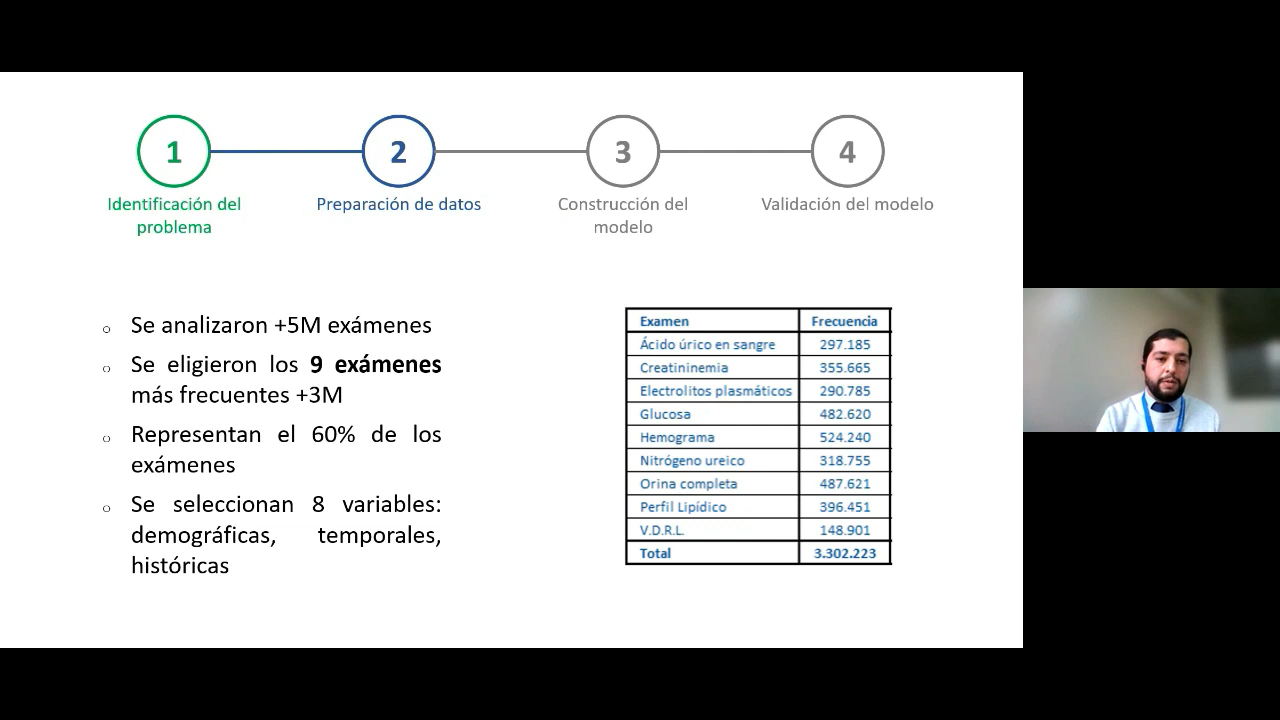 1
2
3
4
Identificación del
problema
Preparación de datos
Construcción del
modelo
Validación del modelo
o Se analizaron +5M exámenes
o Se eligieron los 9 exámenes
más frecuentes +3M
o Representan el 60% de los
exámenes
o Se seleccionan 8 variables:
demográficas, temporales,
históricas
Examen Frecuencia
Ácido úrico en sangre 297.185
Creatininemia 355.665
Electrolitos plasmáticos 290.785
Glucosa 482.620
Hemograma 524.240
Nitrógeno ureico 318.755
Orina completa 487.621
Perfil Lipídico 396.451
V.D.R.L. 148.901
Total 3.302.223